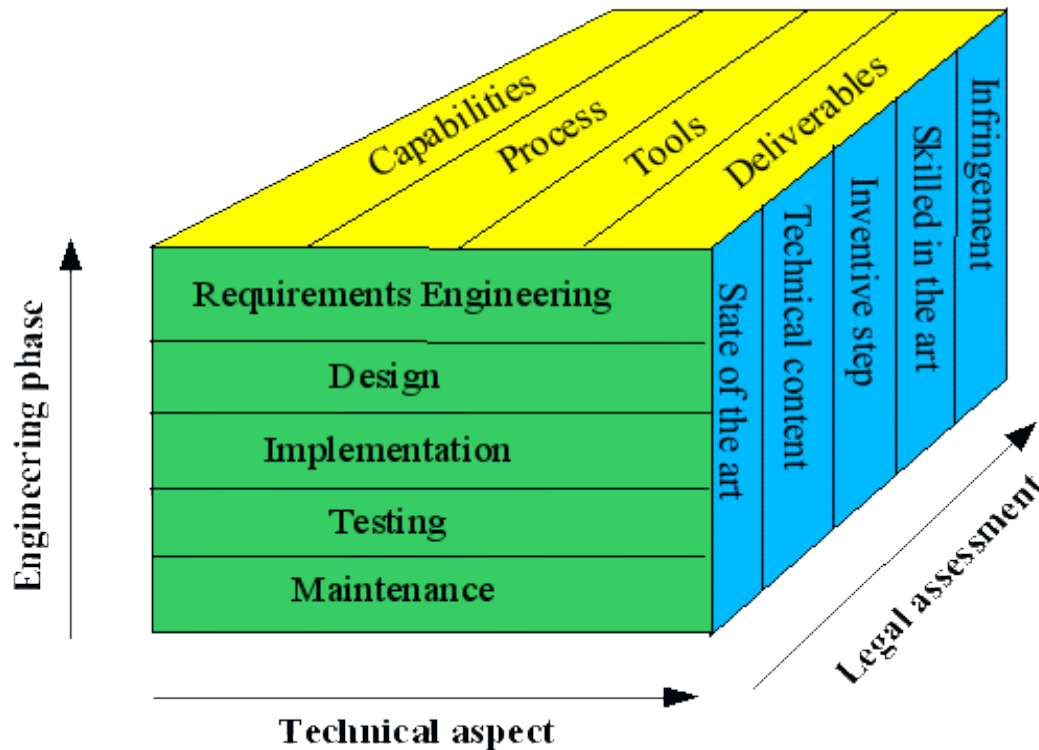 Capabilities
Process
Tools
Deliverables
Requirements Engineering
Design
Implementation
Testing
Maintenance
State of the art
Technical content
Inventive step
Skilled in the art
Infringement
Engineering phase
Technical aspect
Legal assessment